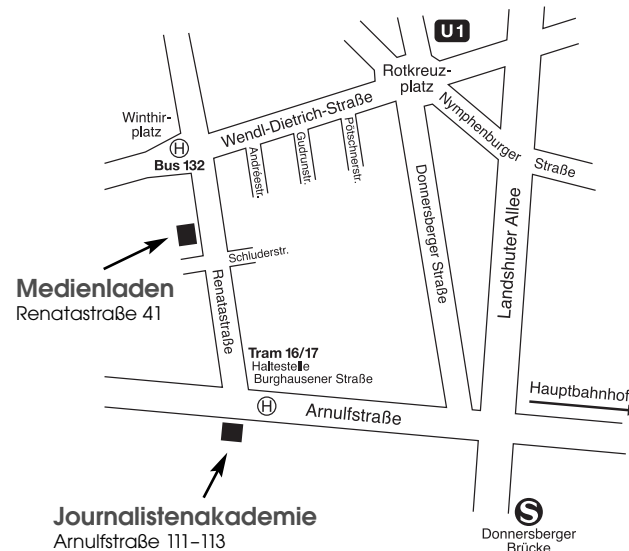 U1
Rotkreuz-
platz
Winthir-
platz
Wendl-Dietrich-Straße
Nymphenburger
Straße
H
Bus 132
Andréestr.
Gudrunstr.
Pötschnerstr.
Donnersberger Straße
Landshuter Allee
Schluderstr.
Medienladen
Renatastraße 41
Renatastraße
Tram 16/17
Haltestelle
Burghausener Straße
H
Arnulfstraße
Hauptbahnhof
Journalistenakademie
Arnulfstraße 111–113
S
Donnersberger
Brücke